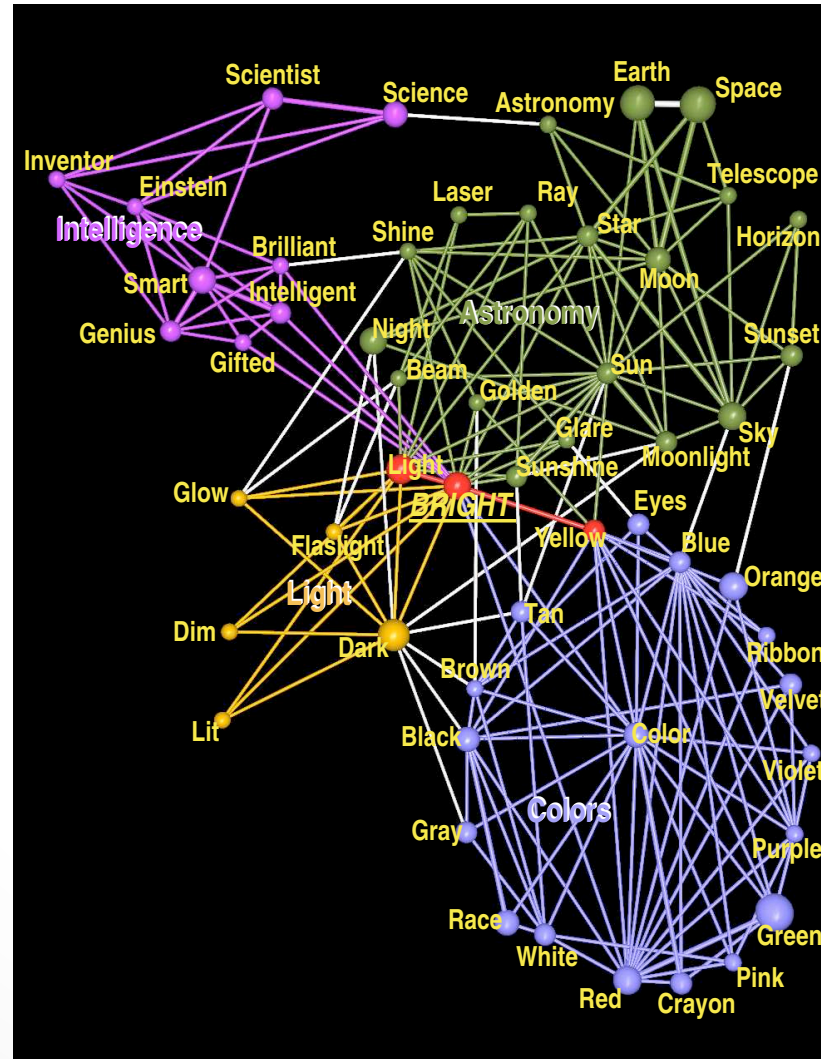 Earth
Scientist
Space
Science
Astronomy
Inventor
Einstein
Telescope
Laser
Ray
Intelligence
Star
Horizon
Brilliant
Shine
Moon
Smart
Intelligent
Astronomy
Genius
Night
Sunset
Gifted
Beam
Sun
Golden
Glare
Sky
Light
Sunshine
Moonlight
Glow
BRIGHT
Eyes
Flaslight
Yellow
Blue
Orange
Light
Tan
Dim
Dark
Ribbon
Brown
Velvet
Lit
Black
Color
Violet
Colors
Gray
Purple
Race
Green
White
Pink
Red
Crayon